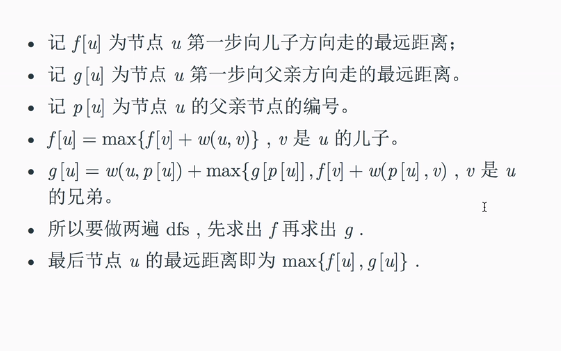 • 记 f[u] 为节点 u 第一步向儿子方向走的最远距离；
• 记 g[u] 为节点 u 第一步向父亲方向走的最远距离。
• 记 p[u] 为节点 u 的父亲节点的编号。
• f[u] = max{f[v] + w(u, v)} , v 是 u 的儿子。
• g[u] = w(u, p[u]) + max{g[p[u]], f[v] + w(p[u], v) , v 是 u
的兄弟。
• 所以要做两遍 dfs , 先求出 f 再求出 g .
• 最后节点 u 的最远距离即为 max{f[u], g[u]} .